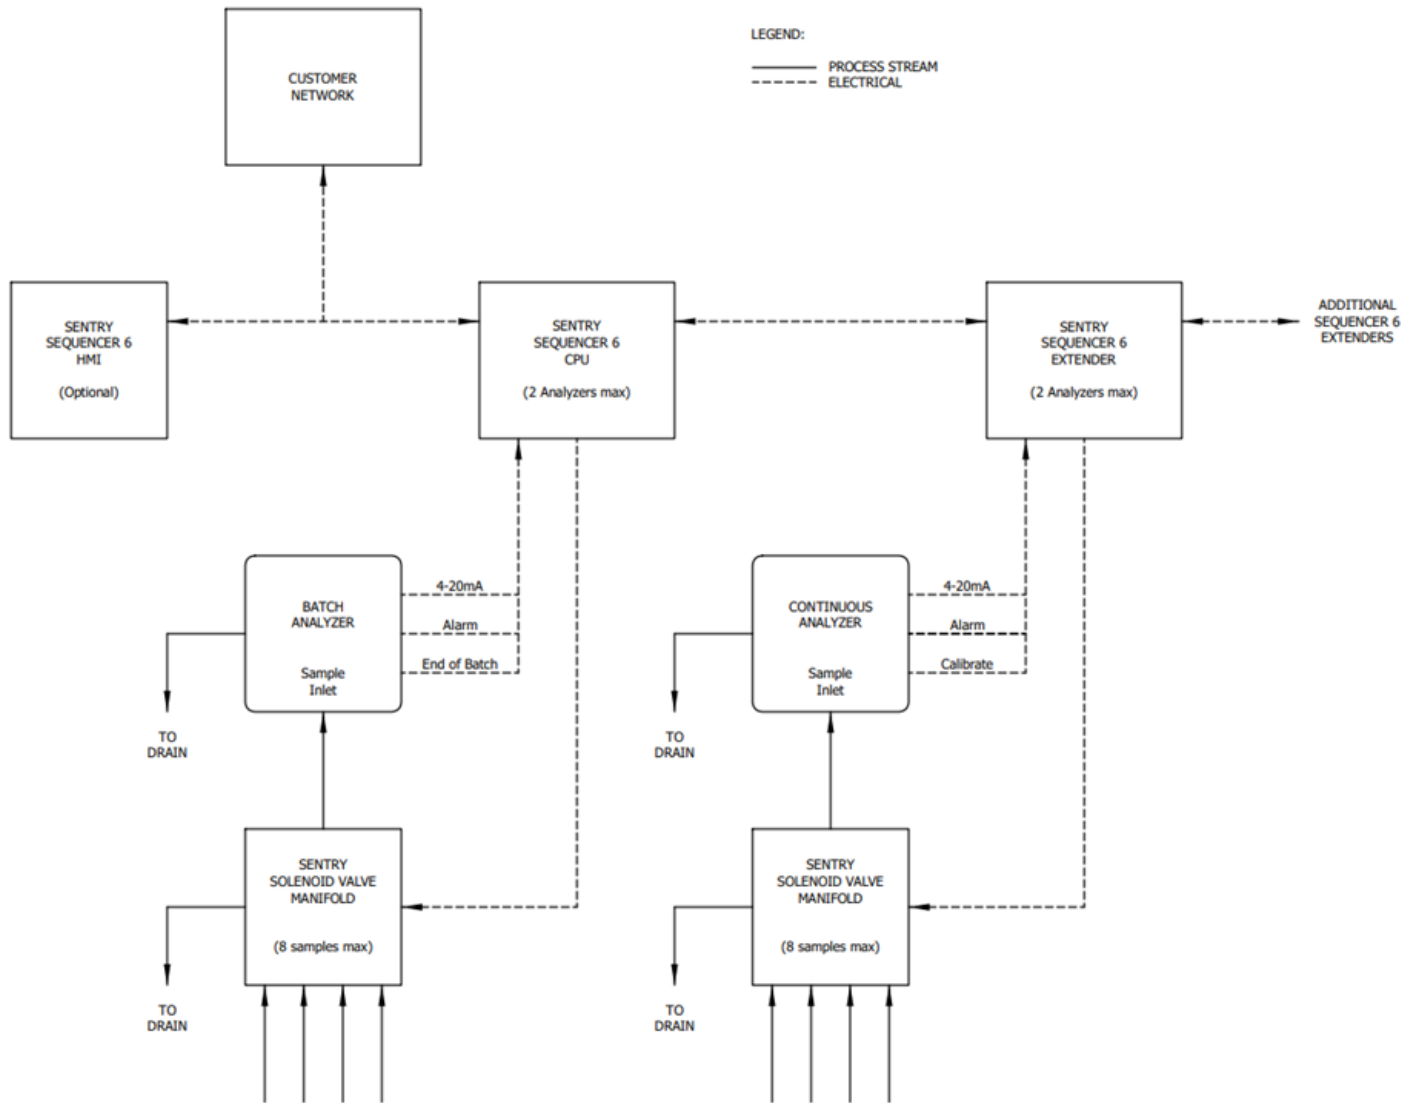 LEGEND:
PROCESS STREAM
ELECTRICAL
CUSTOMER
NETWORK
SENTRY
SEQUENCER 6
HMI
(Optional)
SENTRY
SEQUENCER 6
CPU
(2 Analyzers max)
SENTRY
SEQUENCER 6
EXTENDER
(2 Analyzers max)
ADDITIONAL
SEQUENCER 6
EXTENDERS
BATCH
ANALYZER
Sample
Inlet
4-20mA
Alarm
End of Batch
TO
DRAIN
CONTINUOUS
ANALYZER
Sample
Inlet
4-20mA
Alarm
Calibrate
TO
DRAIN
SENTRY
SOLENOID VALVE
MANIFOLD
(8 samples max)
TO
DRAIN
SENTRY
SOLENOID VALVE
MANIFOLD
(8 samples max)
TO
DRAIN